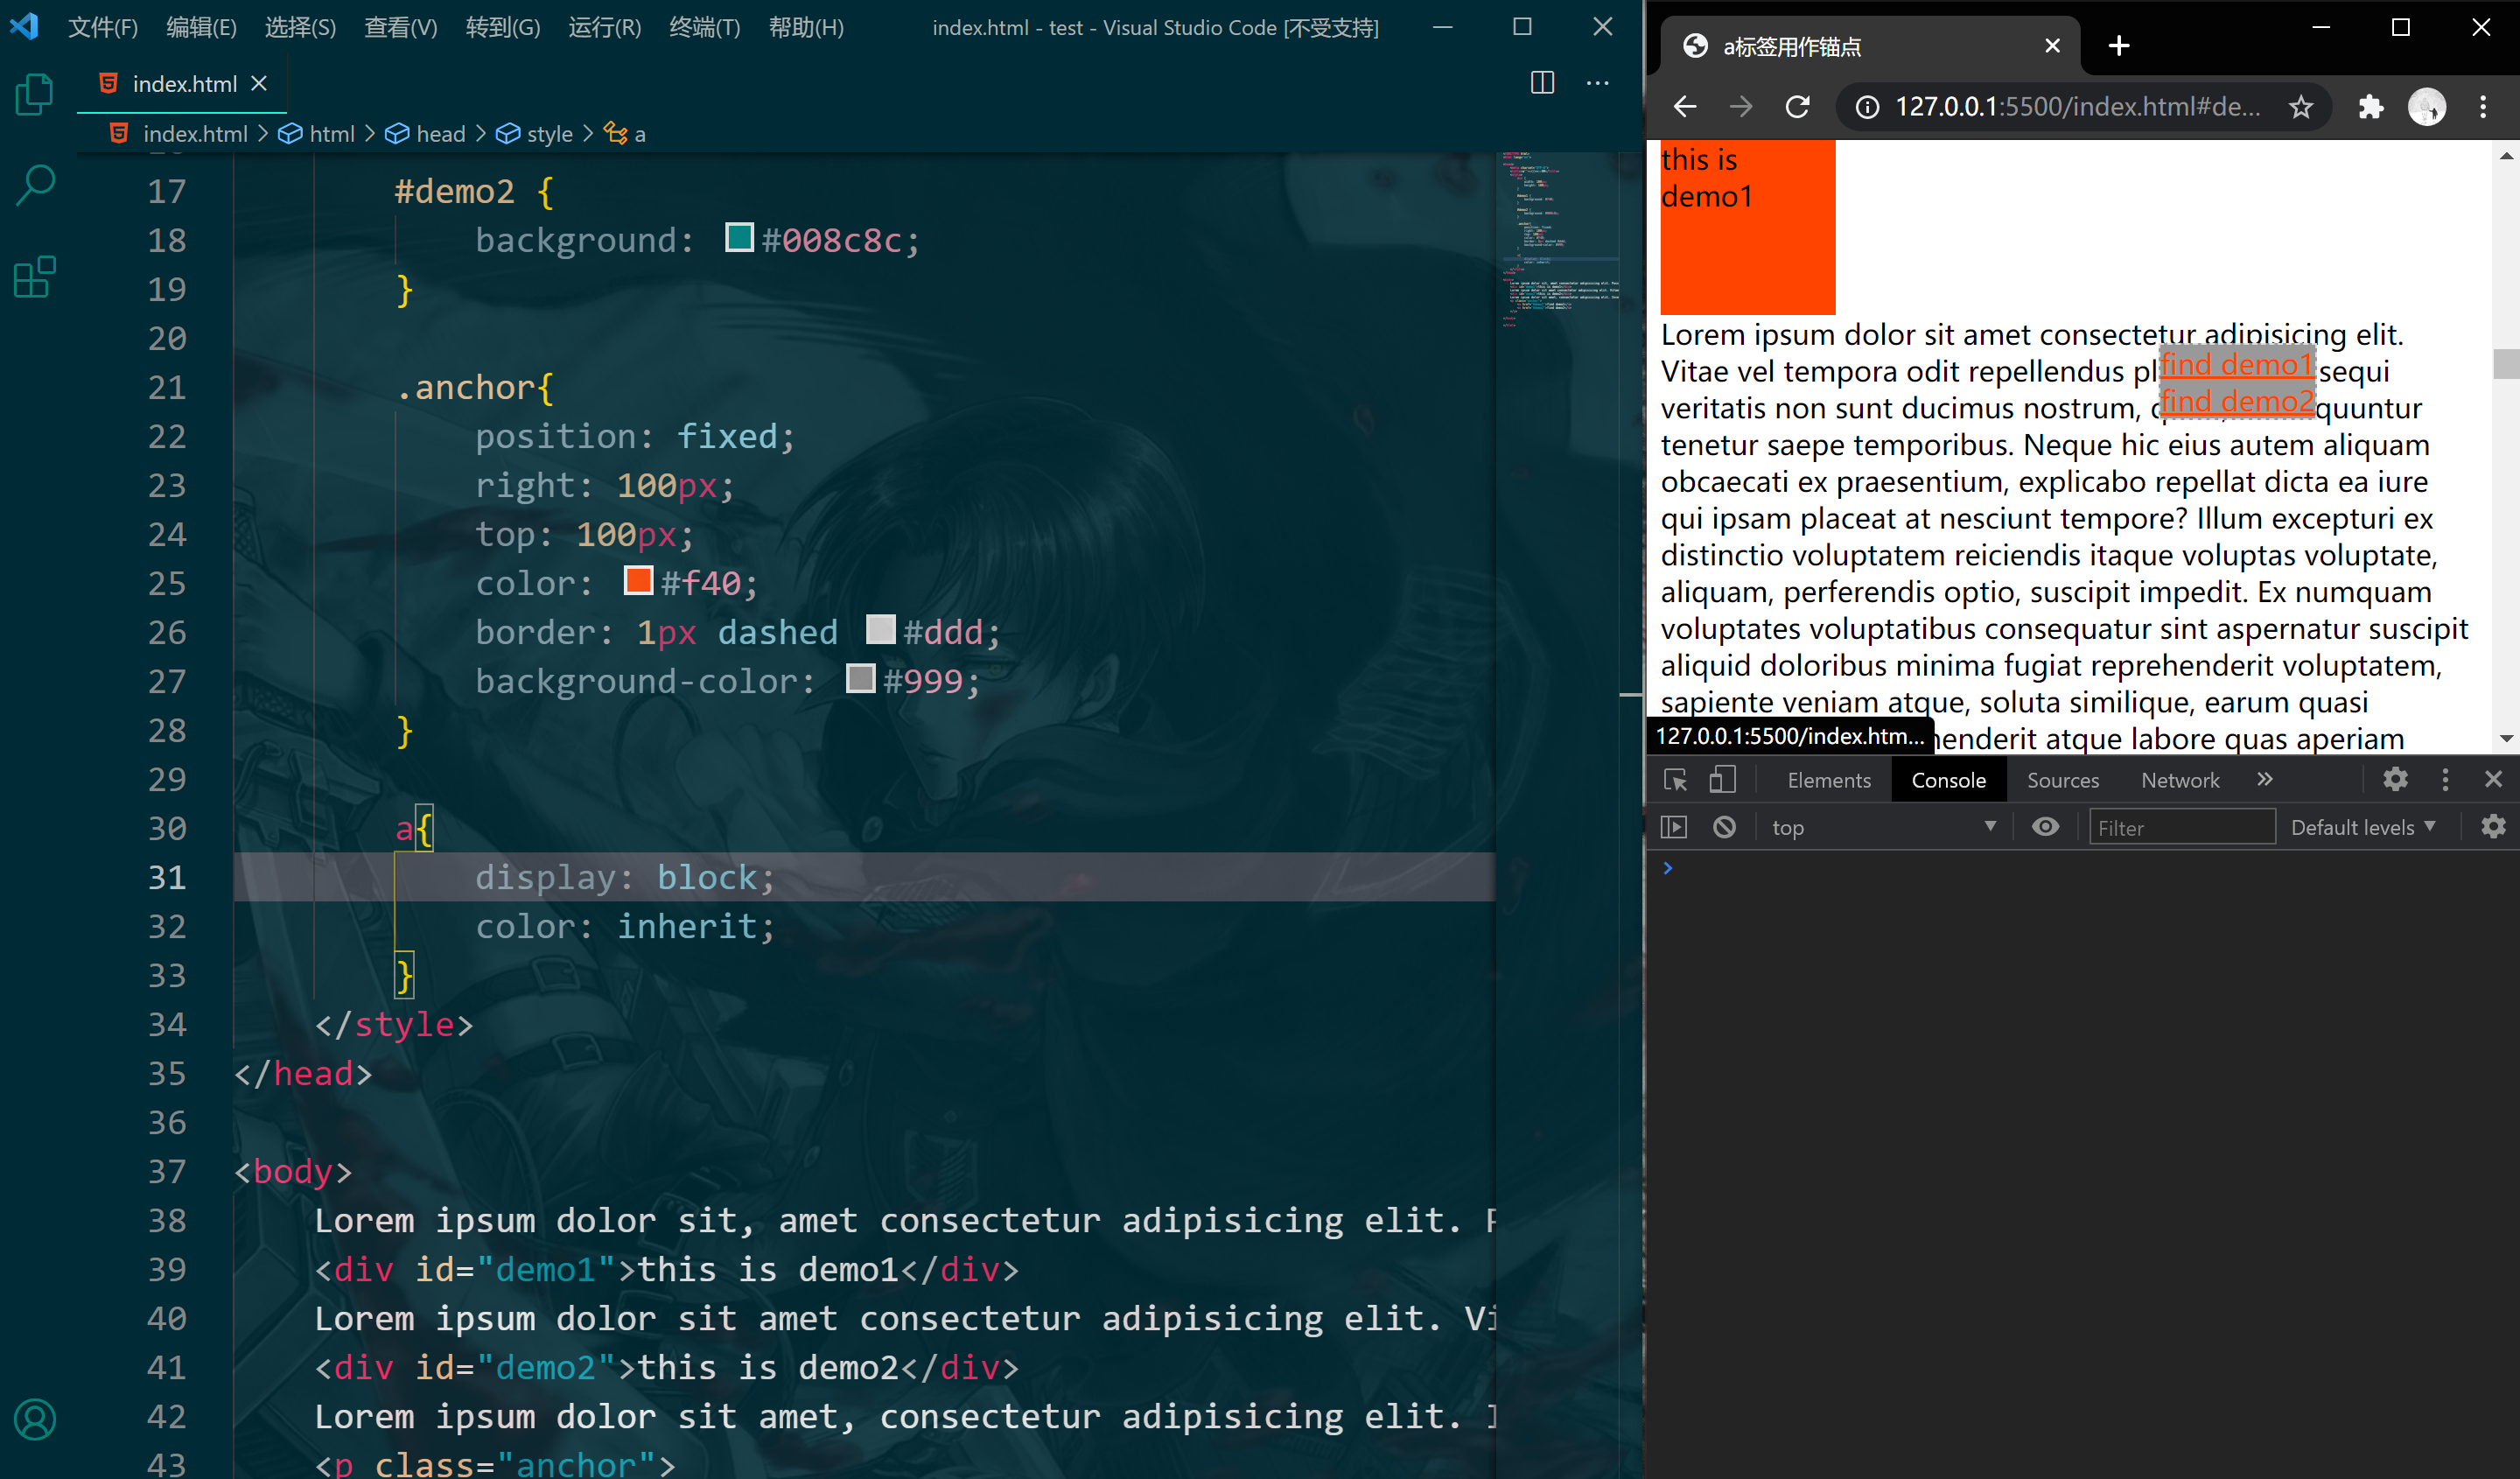 文件(F) 编辑(E) 选择(S) 查看(V) 转到(G) 运行(R) 终端(T) 帮助(H) index.html - test - Visual Studio Code [不受支持]
index.html
index.html > html > head > style > a
17 #demo2 {
18 background: #008c8c;
19 }
20
21 .anchor{
22 position: fixed;
23 right: 100px;
24 top: 100px;
25 color: #f40;
26 border: 1px dashed #ddd;
27 background-color: #999;
28 }
29
30 a{
31 display: block;
32 color: inherit;
33 }
34 </style>
35 </head>
36
37 <body>
38 Lorem ipsum dolor sit, amet consectetur adipisicing elit.
39 <div id="demo1">this is demo1</div>
40 Lorem ipsum dolor sit amet consectetur adipisicing elit. Vi
41 <div id="demo2">this is demo2</div>
42 Lorem ipsum dolor sit amet, consectetur adipisicing elit.
43 <p class="anchor">
a标签用作锚点
127.0.0.1:5500/index.html#de...
this is
demo1
Lorem ipsum dolor sit amet consectetur adipisicing elit.
Vitae vel tempora odit repellendus pl sequi
find demo1
veritatis non sunt ducimus nostrum, quuntur
find demo2
tenetur saepe temporibus. Neque hic eius autem aliquam
obcaecati ex praesentium, explicabo repellat dicta ea iure
qui ipsam placeat at nesciunt tempore? Illum excepturi ex
distinctio voluptatem reiciendis itaque voluptas voluptate,
aliquam, perferendis optio, suscipit impedit. Ex numquam
voluptates voluptatibus consequatur sint aspernatur suscipit
aliquid doloribus minima fugiat reprehenderit voluptatem,
sapiente veniam atque, soluta similique, earum quasi
127.0.0.1:5500/index.htm... henderit atque labore quas aperiam
Elements Console Sources Network
top Filter Default levels